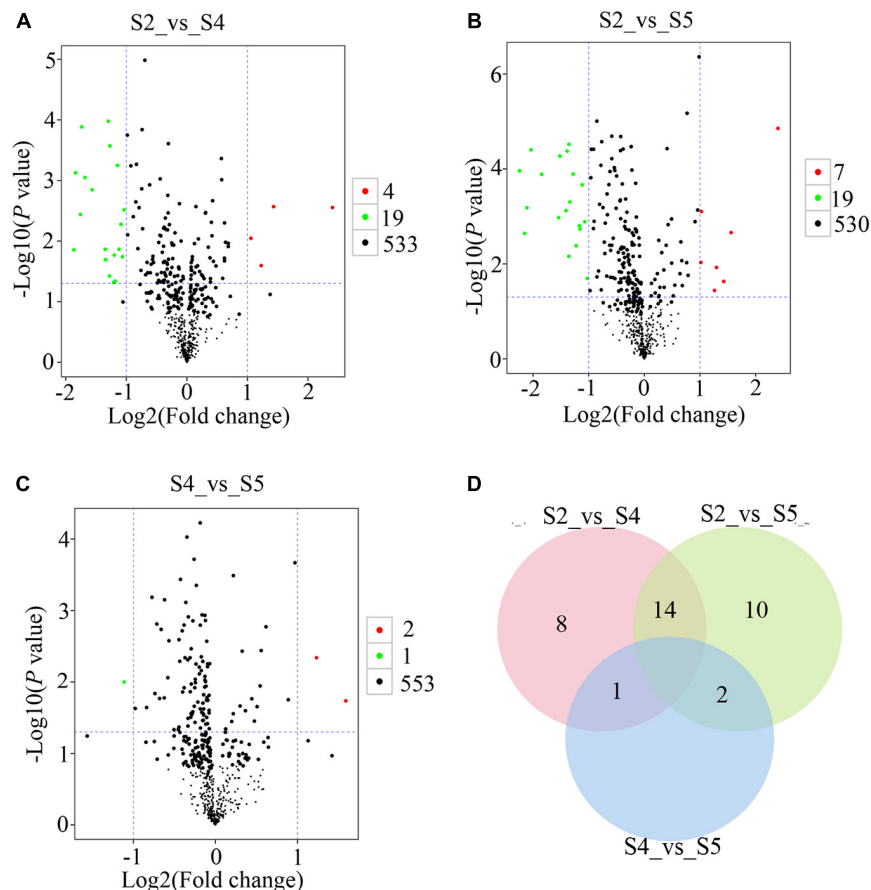 A
S2_vs_S4
5
4
3
2
1
0
-2
-1
0
1
2
-Log10(P value)
Log2(Fold change)
4
19
533
B
S2_vs_S5
6
4
2
0
-2
-1
0
1
2
-Log10(P value)
Log2(Fold change)
7
19
530
C
S4_vs_S5
4
3
2
1
0
-1
0
1
-Log10(P value)
Log2(Fold change)
2
1
553
D
S2_vs_S4
S2_vs_S5
8
14
10
1
2
S4_vs_S5